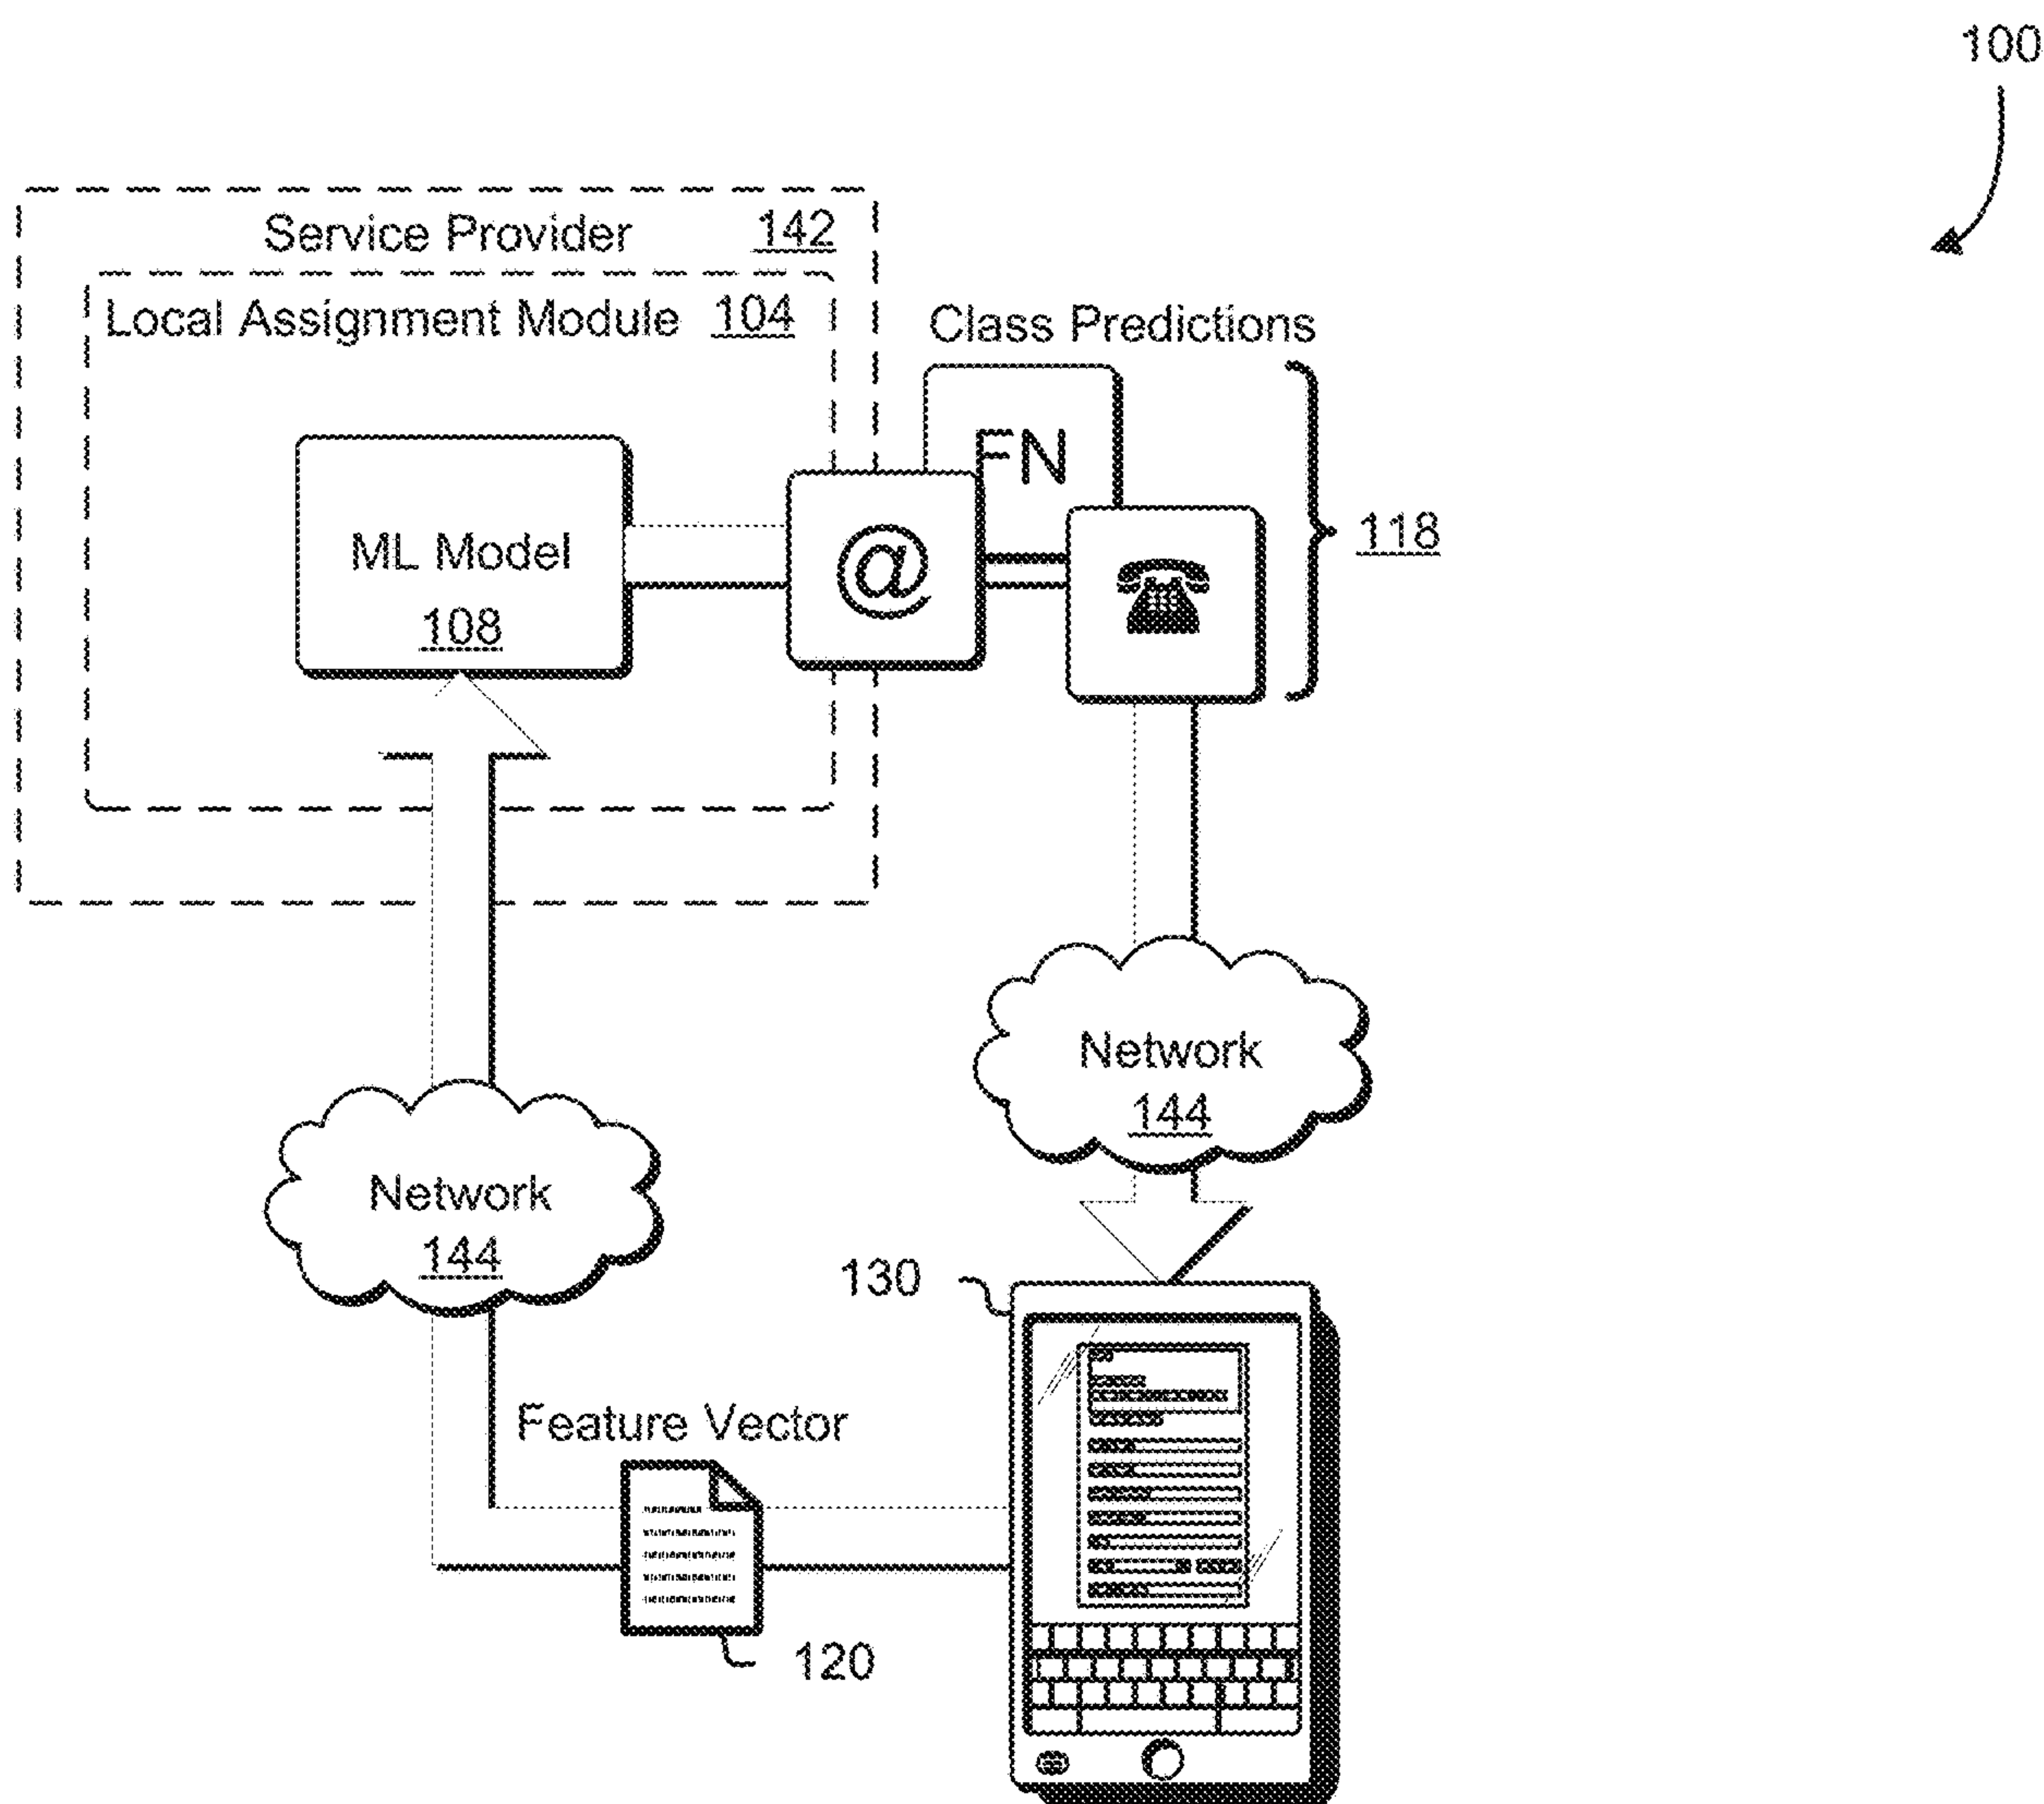 100
Service Provider 142
Local Assignment Module 104
Class Predictions
FN
ML Model
108
@
118
Network
144
Network
144
130
Feature Vector
120